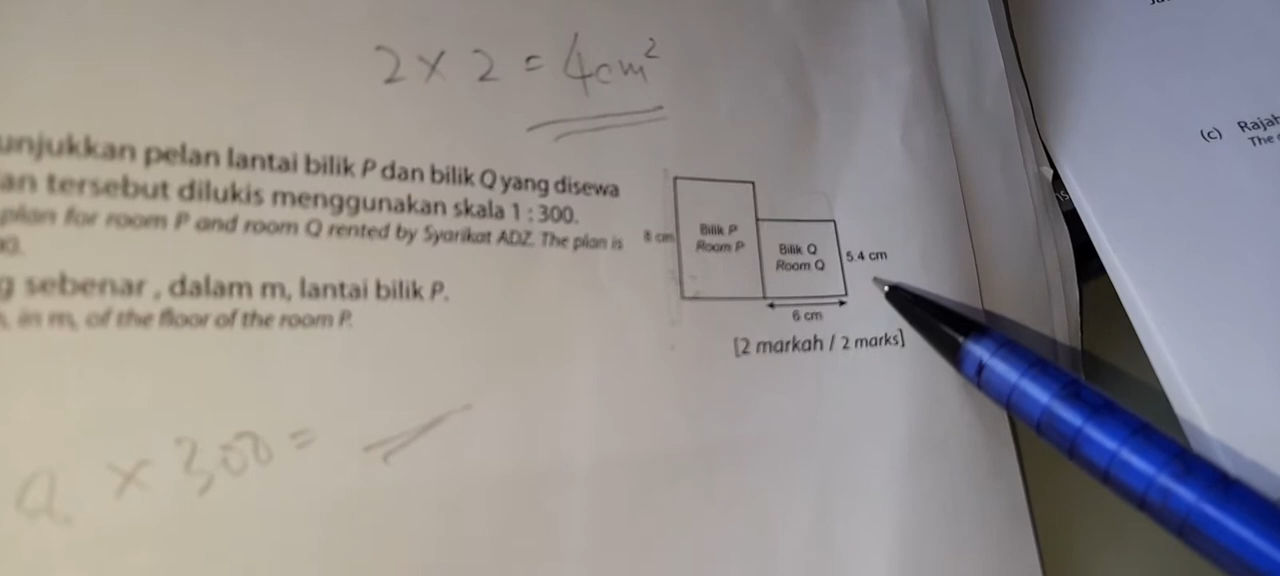 2 × 2 = 4cm²
unjukkan pelan lantai bilik P dan bilik Q yang disewa
an tersebut dilukis menggunakan skala 1 : 300.
plan for room P and room Q rented by Syarikat ADZ. The plan is
g sebenar , dalam m, lantai bilik P.
in m, of the floor of the room P.
8 cm
Bilik P
Room P
Bilik Q
Room Q
5.4 cm
6 cm
[2 markah / 2 marks]
× 300 =
(c) Rajah
The